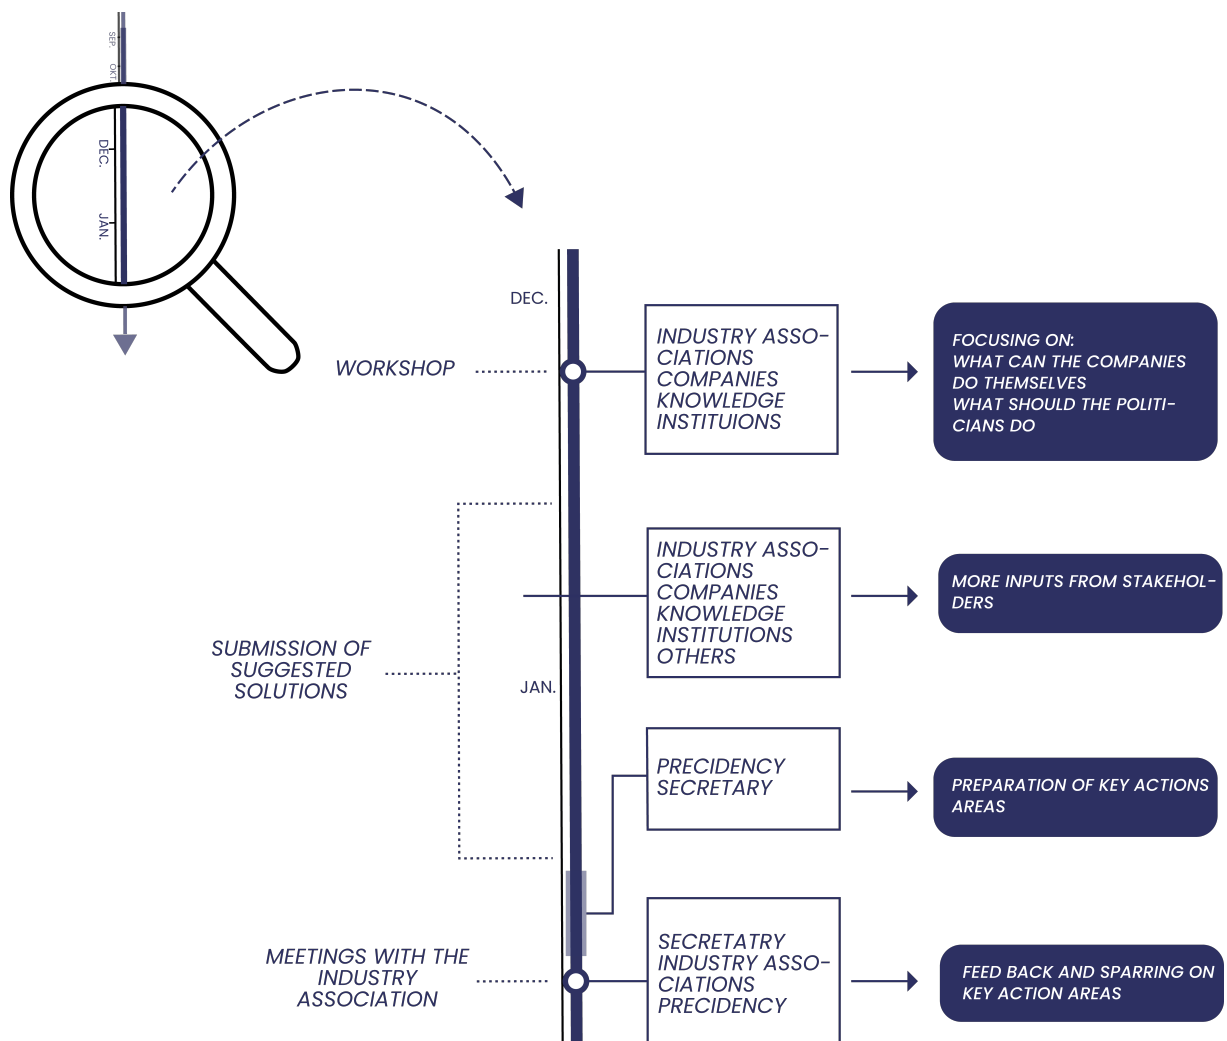 SEP.
OKT.
DEC.
JAN.
DEC.
WORKSHOP
INDUSTRY ASSO-
CIATIONS
COMPANIES
KNOWLEDGE
INSTITUIONS
FOCUSING ON:
WHAT CAN THE COMPANIES
DO THEMSELVES
WHAT SHOULD THE POLITI-
CIANS DO
INDUSTRY ASSO-
CIATIONS
COMPANIES
KNOWLEDGE
INSTITUTIONS
OTHERS
MORE INPUTS FROM STAKEHOL-
DERS
SUBMISSION OF
SUGGESTED
SOLUTIONS
JAN.
PRECIDENCY
SECRETARY
PREPARATION OF KEY ACTIONS
AREAS
MEETINGS WITH THE
INDUSTRY
ASSOCIATION
SECRETATRY
INDUSTRY ASSO-
CIATIONS
PRECIDENCY
FEED BACK AND SPARRING ON
KEY ACTION AREAS